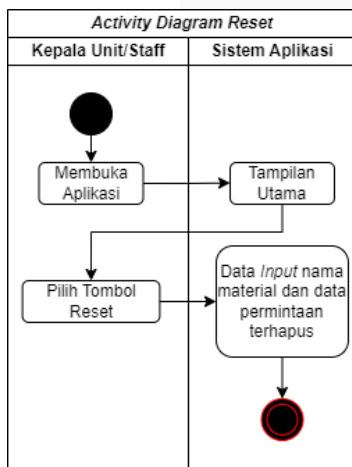 Activity Diagram Reset
Kepala Unit/Staff
Sistem Aplikasi
Membuka
Aplikasi
Tampilan
Utama
Pilih Tombol
Reset
Data Input nama
material dan data
permintaan
terhapus